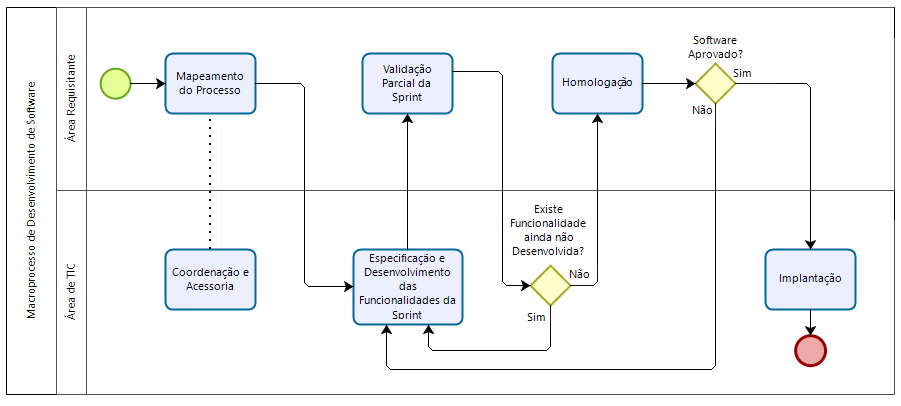 Macroprocesso de Desenvolvimento de Software
Área Requisitante
Mapeamento
do Processo
Validação
Parcial da
Sprint
Homologação
Software
Aprovado?
Sim
Não
Área de TIC
Coordenação e
Acessoria
Especificação e
Desenvolvimento
das
Funcionalidades da
Sprint
Existe
Funcionalidade
ainda não
Desenvolvida?
Não
Sim
Implantação